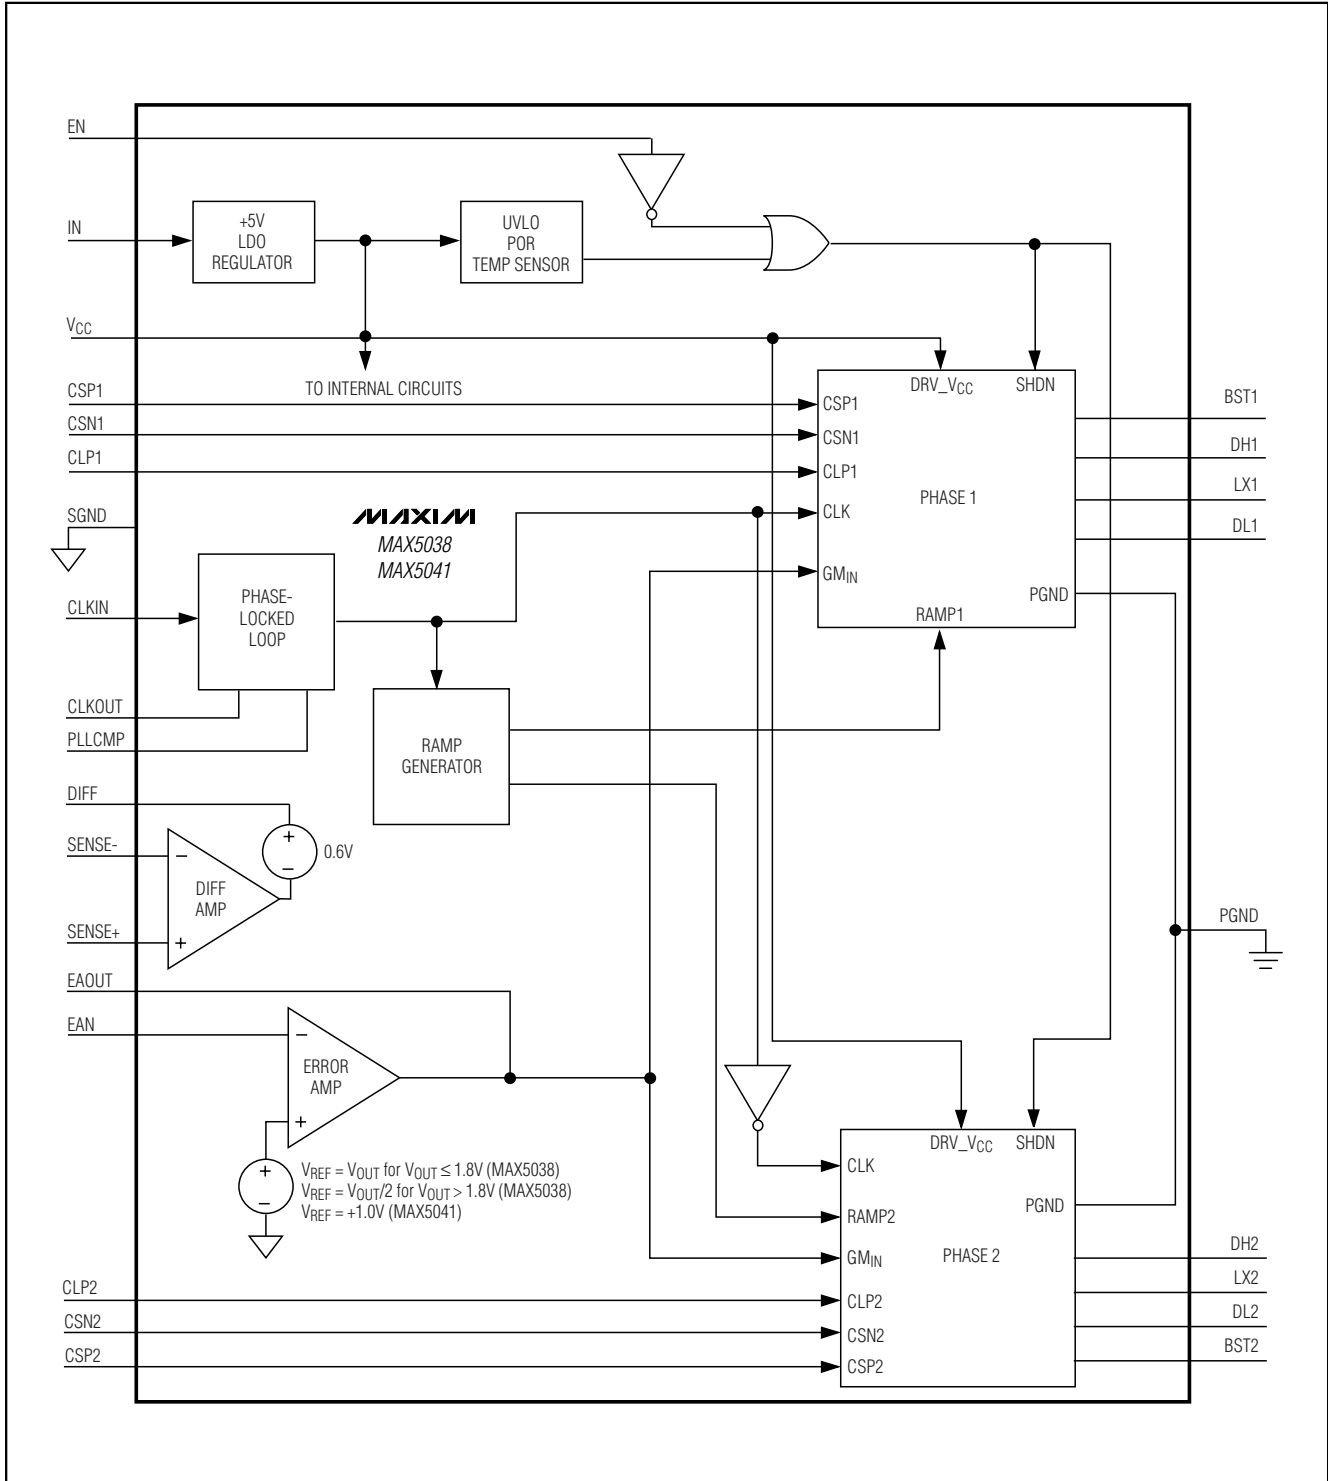 EN
IN
+5V
LDO
REGULATOR
UVLO
POR
TEMP SENSOR
VCC
TO INTERNAL CIRCUITS
CSP1
CSN1
CLP1
SGND
MAXIM
MAX5038
MAX5041
CLKIN
PHASE-
LOCKED
LOOP
CLKOUT
PLLCMP
RAMP
GENERATOR
DIFF
SENSE-
SENSE+
−
+
DIFF
AMP
+
−
0.6V
EAOUT
EAN
−
+
ERROR
AMP
+
−
VREF = VOUT for VOUT ≤ 1.8V (MAX5038)
VREF = VOUT/2 for VOUT > 1.8V (MAX5038)
VREF = +1.0V (MAX5041)
CLP2
CSN2
CSP2
DRV_VCC
SHDN
CSP1
CSN1
CLP1
CLK
GMIN
PHASE 1
PGND
RAMP1
BST1
DH1
LX1
DL1
PGND
DRV_VCC
SHDN
CLK
RAMP2
GMIN
CLP2
CSN2
CSP2
PHASE 2
PGND
DH2
LX2
DL2
BST2